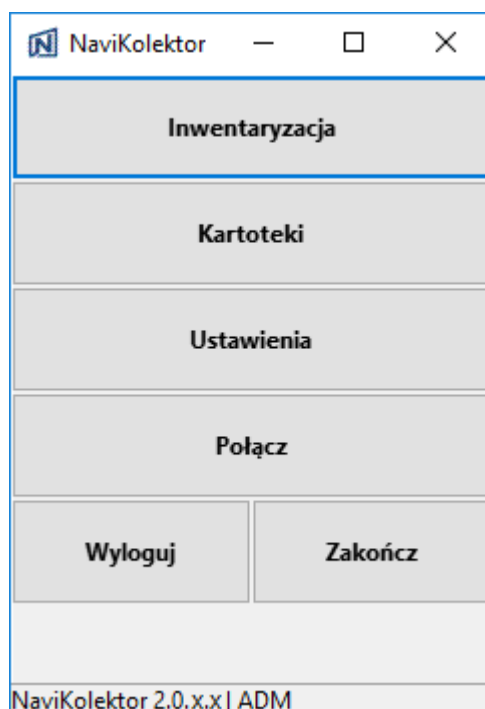 NaviKolektor
Inwentaryzacja
Kartoteki
Ustawienia
Połącz
Wyloguj Zakończ
NaviKolektor 2.0.x.x | ADM